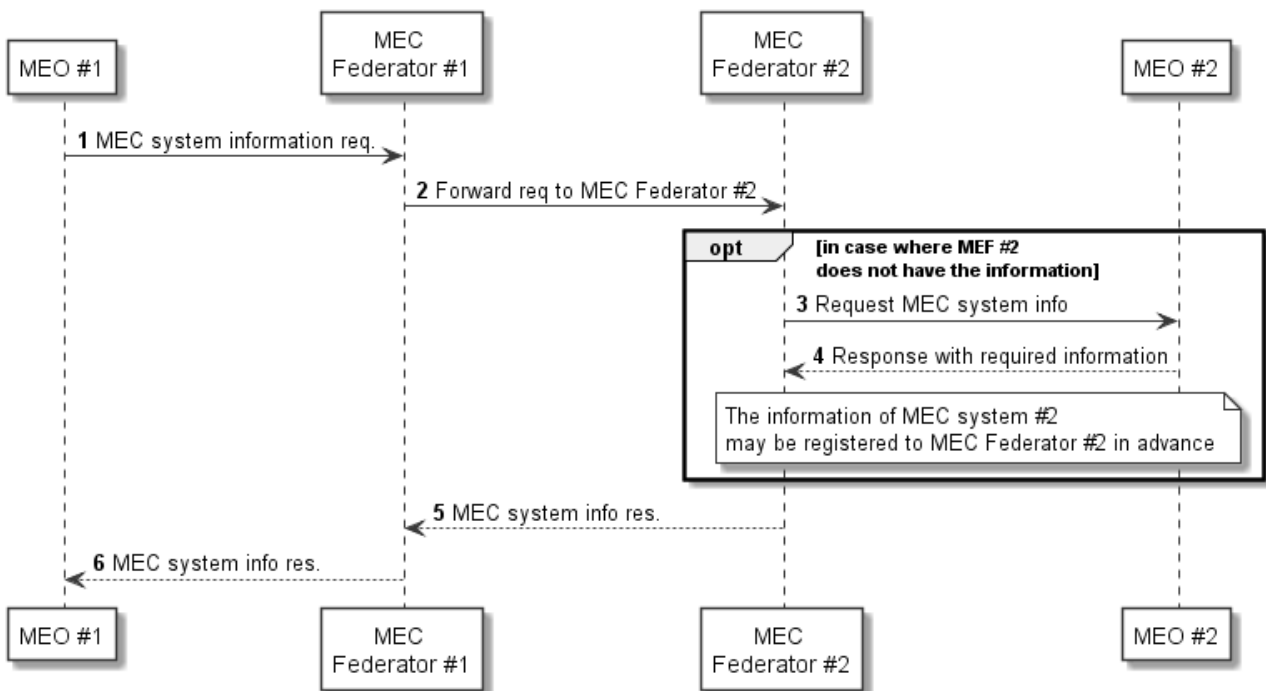 MEO #1
MEC
Federator #1
MEC
Federator #2
MEO #2
1 MEC system information req.
2 Forward req to MEC Federator #2
opt
[in case where MEF #2
does not have the information]
3 Request MEC system info
4 Response with required information
The information of MEC system #2
may be registered to MEC Federator #2 in advance
5 MEC system info res.
6 MEC system info res.
MEO #1
MEC
Federator #1
MEC
Federator #2
MEO #2